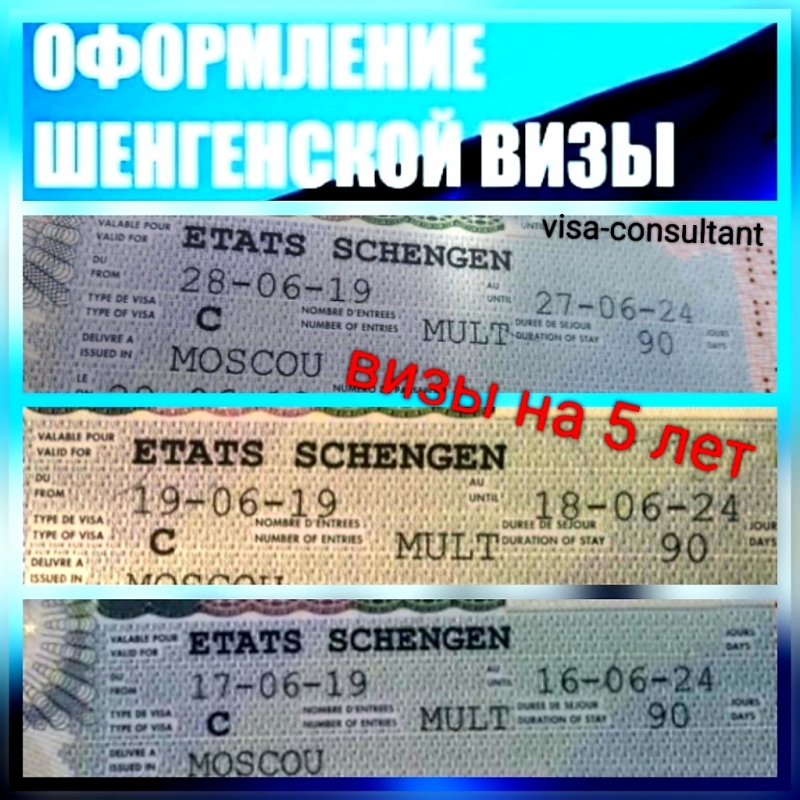 ОФОРМЛЕНИЕ
ШЕНГЕНСКОЙ ВИЗЫ
visa-consultant
VALABLE POUR
VALID FOR
ETATS SCHENGEN
DU
FROM
28-06-19
AU
UNTIL
27-06-24
TYPE DE VISA
TYPE OF VISA
C
NOMBRE D'ENTREES
NUMBER OF ENTRIES
MULT
DUREE DE SEJOUR
DURATION OF STAY
90
JOURS
DAYS
DELIVRE A
ISSUED IN
MOSCOU
LE
визы на 5 лет
VALABLE POUR
VALID FOR
ETATS SCHENGEN
DU
FROM
19-06-19
AU
UNTIL
18-06-24
TYPE DE VISA
TYPE OF VISA
C
NOMBRE D'ENTREES
NUMBER OF ENTRIES
MULT
DUREE DE SEJOUR
DURATION OF STAY
90
JOUR
DAYS
DELIVRE A
ISSUED IN
MOSCOU
VALABLE POUR
VALID FOR
ETATS SCHENGEN
JOURS
DAYS
DU
FROM
17-06-19
AU
UNTIL
16-06-24
TYPE DE VISA
TYPE OF VISA
C
NOMBRE D'ENTREES
NUMBER OF ENTRIES
MULT
DUREE DE SEJOUR
DURATION OF STAY
90
JOURS
DAYS
DELIVRE A
ISSUED IN
MOSCOU